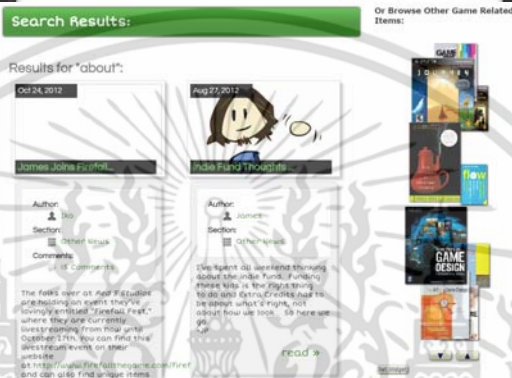 Search Results:
Or Browse Other Game Related
Items:
Results for "about":
Oct 24, 2012
James Joins Firefall...
Author:
Iko
Section:
Other News
Comments:
15 Comments
The folks over at Red 5 Studios
are holding an event they've
lovingly entitled "Firefall Fest,"
where they are currently
livestreaming from now until
October 27th. You can find this
livestream event on their
website
at http://www.firefallthegame.com/firef
and can also find unique items
Aug 27, 2012
Indie Fund Thoughts...
Author:
James
Section:
Other News
I've spent all weekend thinking
about the indie fund. Funding
these kids is the right thing
to do and Extra Credits has to
be about what's right, not
about how we look. So here we
go.
read »
GAME
JOURNEY
flow
GAME
DESIGN